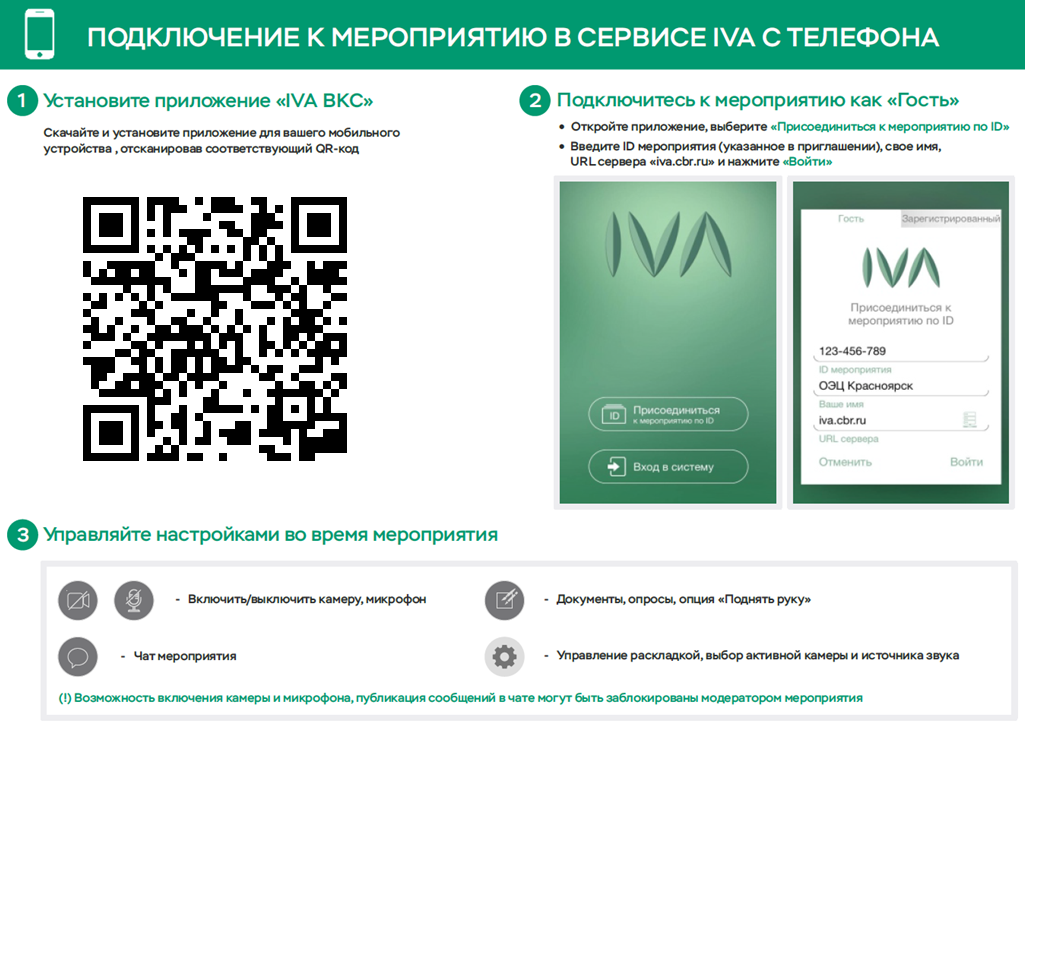 ПОДКЛЮЧЕНИЕ К МЕРОПРИЯТИЮ В СЕРВИСЕ IVA С ТЕЛЕФОНА
1 Установите приложение «IVA ВКС»
Скачайте и установите приложение для вашего мобильного
устройства , отсканировав соответствующий QR-код
2 Подключитесь к мероприятию как «Гость»
• Откройте приложение, выберите «Присоединиться к мероприятию по ID»
• Введите ID мероприятия (указанное в приглашении), свое имя,
URL сервера «iva.cbr.ru» и нажмите «Войти»
IVA
ID Присоединиться
к мероприятию по ID
Вход в систему
Гость Зарегистрированный
IVA
Присоединиться к
мероприятию по ID
123-456-789
ID мероприятия
ОЭЦ Красноярск
Ваше имя
iva.cbr.ru
URL сервера
Отменить Войти
3 Управляйте настройками во время мероприятия
- Включить/выключить камеру, микрофон
- Документы, опросы, опция «Поднять руку»
- Чат мероприятия
- Управление раскладкой, выбор активной камеры и источника звука
(!) Возможность включения камеры и микрофона, публикация сообщений в чате могут быть заблокированы модератором мероприятия